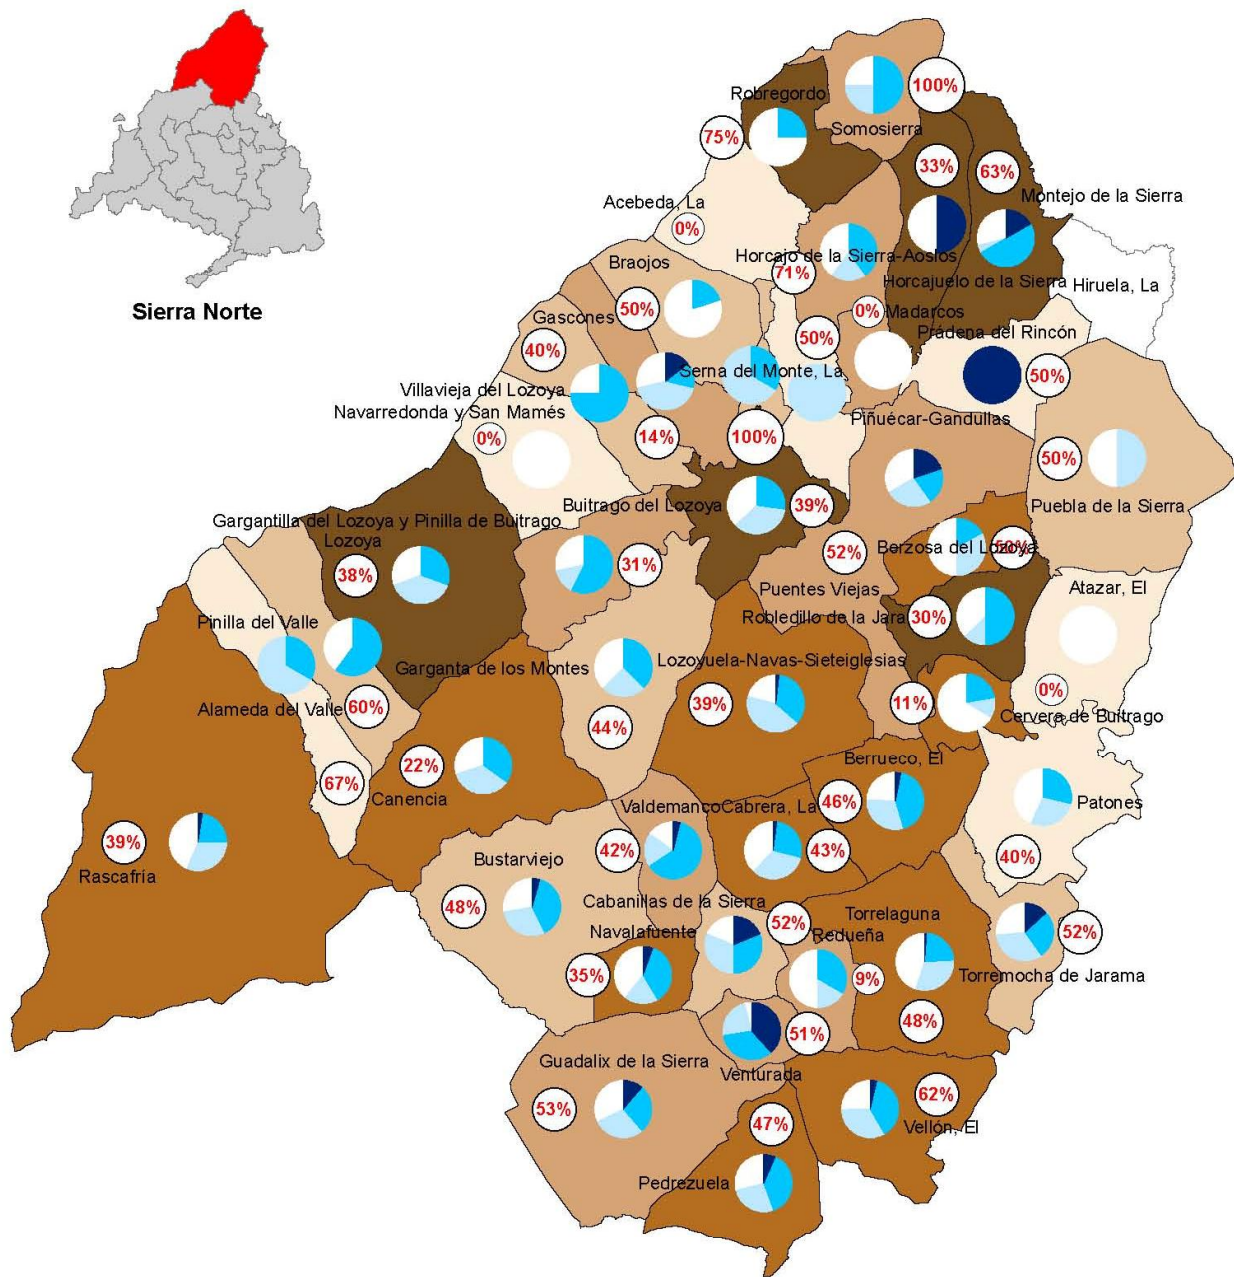 Robregordo
100%
Somosierra
75%
33%
63%
Montejo de la Sierra
Acebeda, La
0%
Horcajo de la Sierra-Aoslos
Braojos
71%
Horcajuelo de la Sierra
Hiruela, La
Sierra Norte
50%
0%
Madarcos
Gascones
Prádena del Rincón
40%
50%
Serna del Monte, La
50%
Villavieja del Lozoya
Navarredonda y San Mamés
Piñuécar-Gandullas
0%
14%
100%
50%
Buitrago del Lozoya
39%
Puebla de la Sierra
Gargantilla del Lozoya y Pinilla de Buitrago
Lozoya
52%
Berzosa del Lozoya
38%
31%
Puentes Viejas
Atazar, El
Robledillo de la Jara
30%
Pinilla del Valle
Garganta de los Montes
Lozoyuela-Navas-Sieteiglesias
0%
Alameda del Valle
60%
39%
11%
Cervera de Buitrago
44%
Berrueco, El
22%
67%
Canencia
Valdemanco
Cabrera, La
46%
Patones
39%
42%
43%
40%
Rascafría
Bustarviejo
Cabanillas de la Sierra
48%
52%
Torrelaguna
Navalafuente
Redueña
52%
35%
9%
Torremocha de Jarama
48%
51%
Guadalix de la Sierra
Venturada
53%
62%
47%
Vellón, El
Pedrezuela